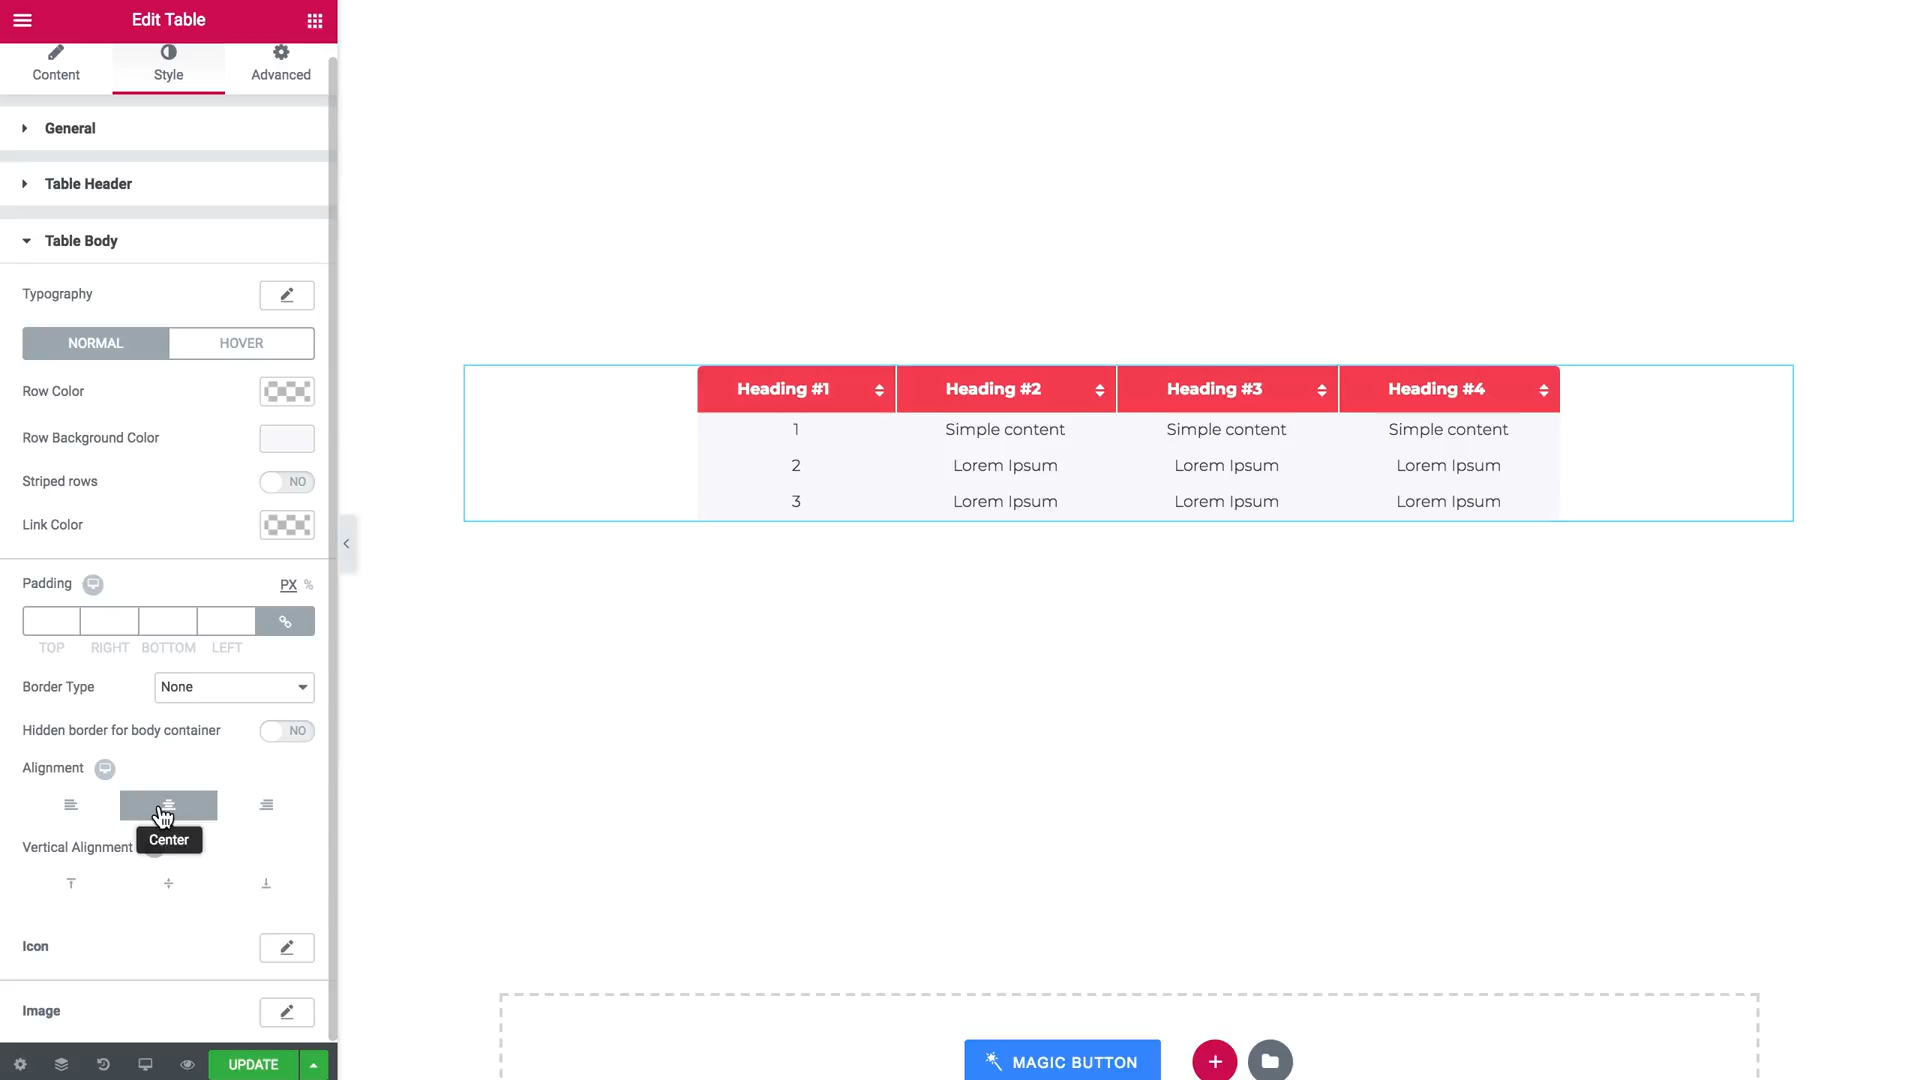 Edit Table
Content
Style
Advanced
General
Table Header
Table Body
Typography
NORMAL
HOVER
Row Color
Row Background Color
Striped rows
NO
Link Color
Padding
PX %
TOP RIGHT BOTTOM LEFT
Border Type
None
Hidden border for body container
NO
Alignment
Center
Vertical Alignment
Icon
Image
UPDATE
Heading #1 Heading #2 Heading #3 Heading #4
1 Simple content Simple content Simple content
2 Lorem Ipsum Lorem Ipsum Lorem Ipsum
3 Lorem Ipsum Lorem Ipsum Lorem Ipsum
MAGIC BUTTON